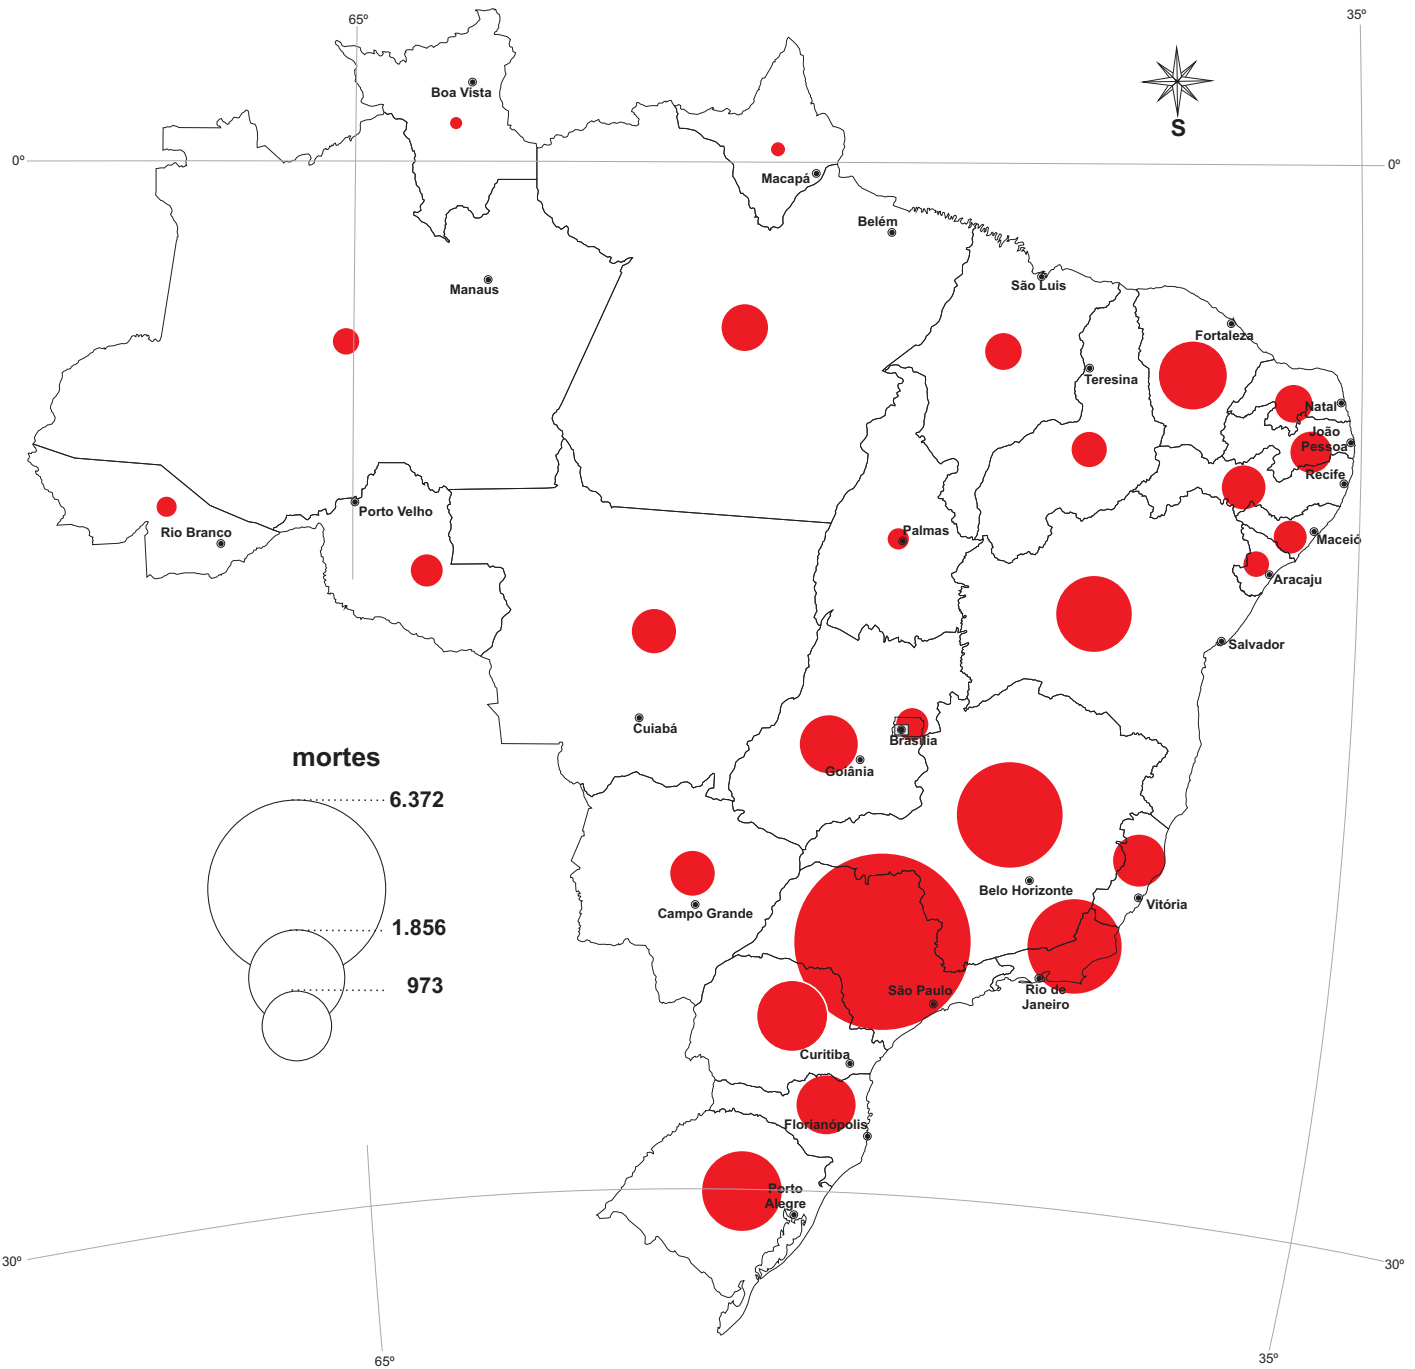 65º
35º
Boa Vista
S
0º
0º
Macapá
Belém
São Luis
Manaus
Fortaleza
Teresina
Natal
João
Pessoa
Recife
Porto Velho
Rio Branco
Palmas
Maceió
Aracaju
Salvador
Cuiabá
Brasília
Goiânia
mortes
6.372
1.856
973
Belo Horizonte
Vitória
Campo Grande
São Paulo
Rio de
Janeiro
Curitiba
Florianópolis
Porto
Alegre
30º
30º
65º
35º